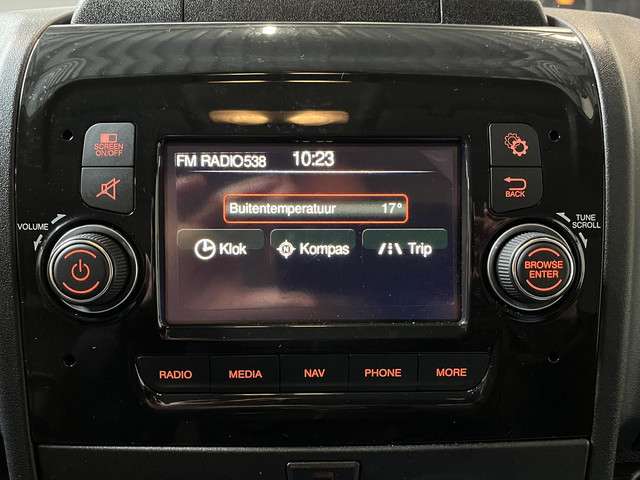 SCREEN
ON/OFF
FM RADIO538 10:23
BACK
Buitentemperatuur 17°
VOLUME
TUNE
SCROLL
Klok N Kompas Trip
BROWSE
ENTER
RADIO MEDIA NAV PHONE MORE